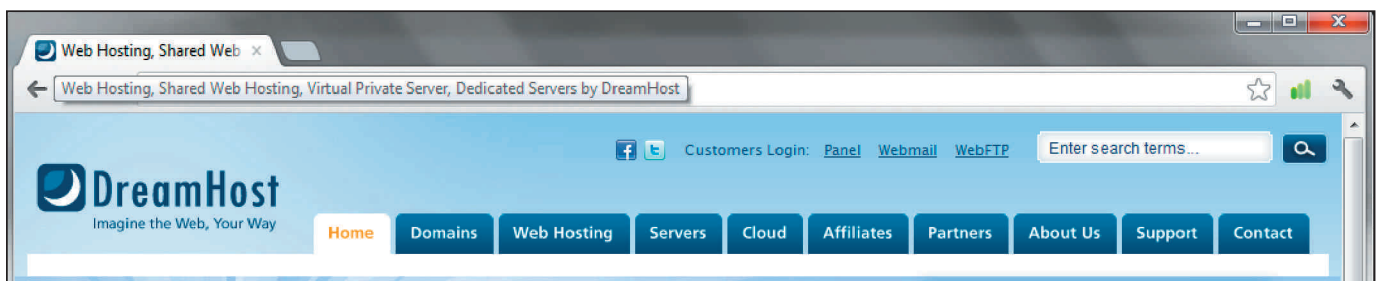 Web Hosting, Shared Web
Web Hosting, Shared Web Hosting, Virtual Private Server, Dedicated Servers by DreamHost
Customers Login: Panel Webmail WebFTP Enter search terms...
DreamHost
Imagine the Web, Your Way
Home Domains Web Hosting Servers Cloud Affiliates Partners About Us Support Contact